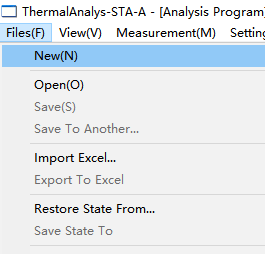 ThermalAnalys-STA-A - [Analysis Program]
Files(F) View(V) Measurement(M) Setting
New(N)
Open(O)
Save(S)
Save To Another...
Import Excel...
Export To Excel
Restore State From...
Save State To